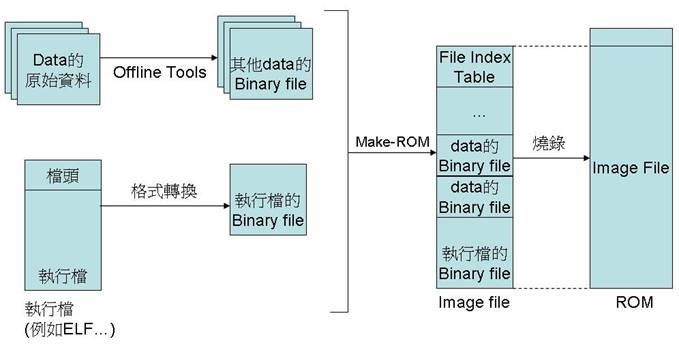 Data的
原始資料
Offline Tools
其他data的
Binary file
檔頭
執行檔
執行檔
(例如ELF…)
格式轉換
執行檔的
Binary file
Make-ROM
File Index
Table
…
data的
Binary file
data的
Binary file
執行檔的
Binary file
Image file
燒錄
Image File
ROM